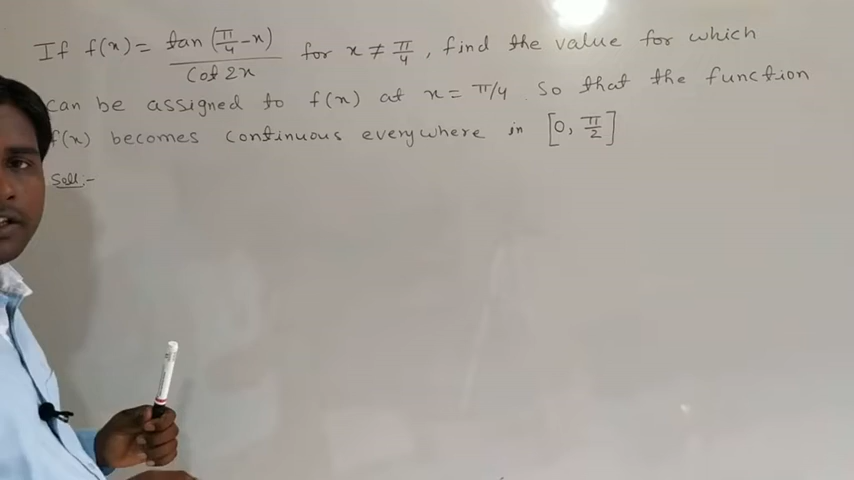 If f(x) = tan (π/4 - x) / Cot 2x for x ≠ π/4 , find the value for which
can be assigned to f(x) at x = π/4 . So that the function
f(x) becomes continuous everywhere in [0, π/2]
Soll:-